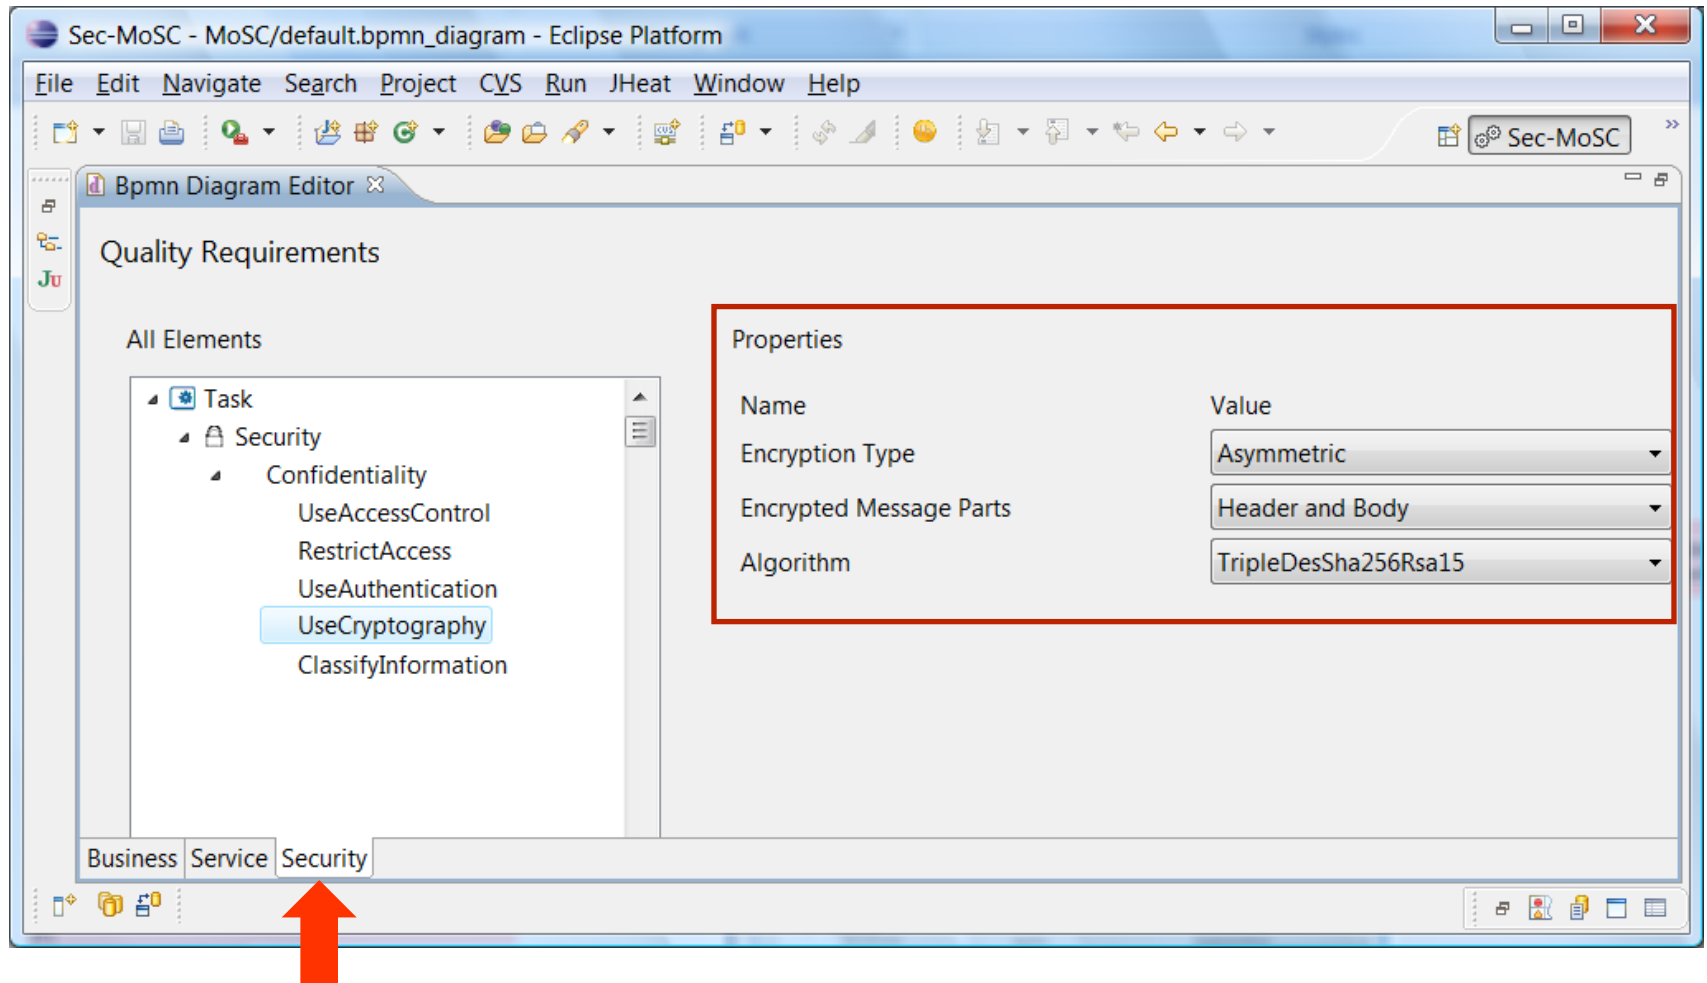 Sec-MoSC - MoSC/default.bpmn_diagram - Eclipse Platform
File Edit Navigate Search Project CVS Run JHeat Window Help
Sec-MoSC
Bpmn Diagram Editor
Ju
Quality Requirements
All Elements
Task
Security
Confidentiality
UseAccessControl
RestrictAccess
UseAuthentication
UseCryptography
ClassifyInformation
Properties
Name Value
Encryption Type Asymmetric
Encrypted Message Parts Header and Body
Algorithm TripleDesSha256Rsa15
Business Service Security